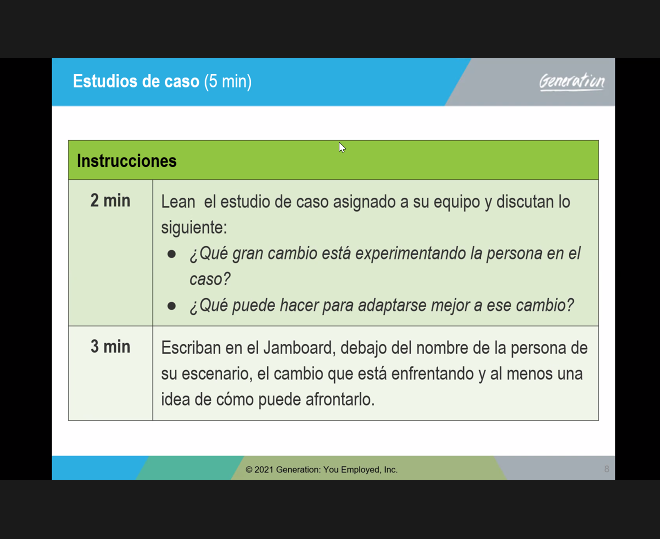 Estudios de caso (5 min)
Generation
Instrucciones
2 min
Lean el estudio de caso asignado a su equipo y discutan lo
siguiente:
● ¿Qué gran cambio está experimentando la persona en el
caso?
● ¿Qué puede hacer para adaptarse mejor a ese cambio?
3 min
Escriban en el Jamboard, debajo del nombre de la persona de
su escenario, el cambio que está enfrentando y al menos una
idea de cómo puede afrontarlo.
© 2021 Generation: You Employed, Inc.
8